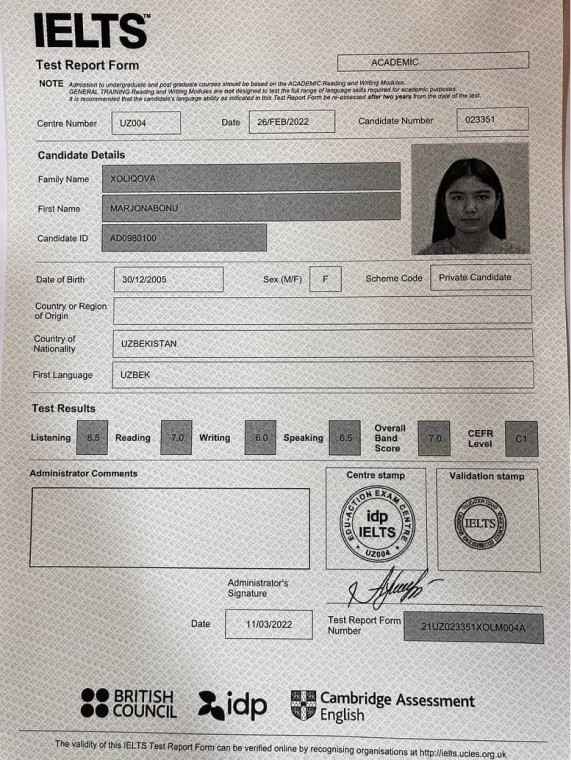 IELTS™
Test Report Form
ACADEMIC
NOTE Admission to undergraduate and post graduate courses should be based on the ACADEMIC Reading and Writing Modules.
GENERAL TRAINING Reading and Writing Modules are not designed to test the full range of language skills required for academic purposes.
It is recommended that the candidate's language ability as indicated in this Test Report Form be re-assessed after two years from the date of the test.
Centre Number UZ004 Date 26/FEB/2022 Candidate Number 023351
Candidate Details
Family Name XOLIQOVA
First Name MARJONABONU
Candidate ID AD0980100
Date of Birth 30/12/2005 Sex (M/F) F Scheme Code Private Candidate
Country or Region
of Origin
Country of
Nationality UZBEKISTAN
First Language UZBEK
Test Results
Listening 8.5 Reading 7.0 Writing 6.0 Speaking 6.5 Overall
Band
Score 7.0 CEFR
Level C1
Administrator Comments
Centre stamp
EDU-ACTION EXAM CENTRE
idp
IELTS
UZ004
Validation stamp
IELTS
Administrator's
Signature
Date 11/03/2022
Test Report Form
Number 21UZ023351XOLM004A
BRITISH
COUNCIL
idp
Cambridge Assessment
English
The validity of this IELTS Test Report Form can be verified online by recognising organisations at http://ielts.ucles.org.uk